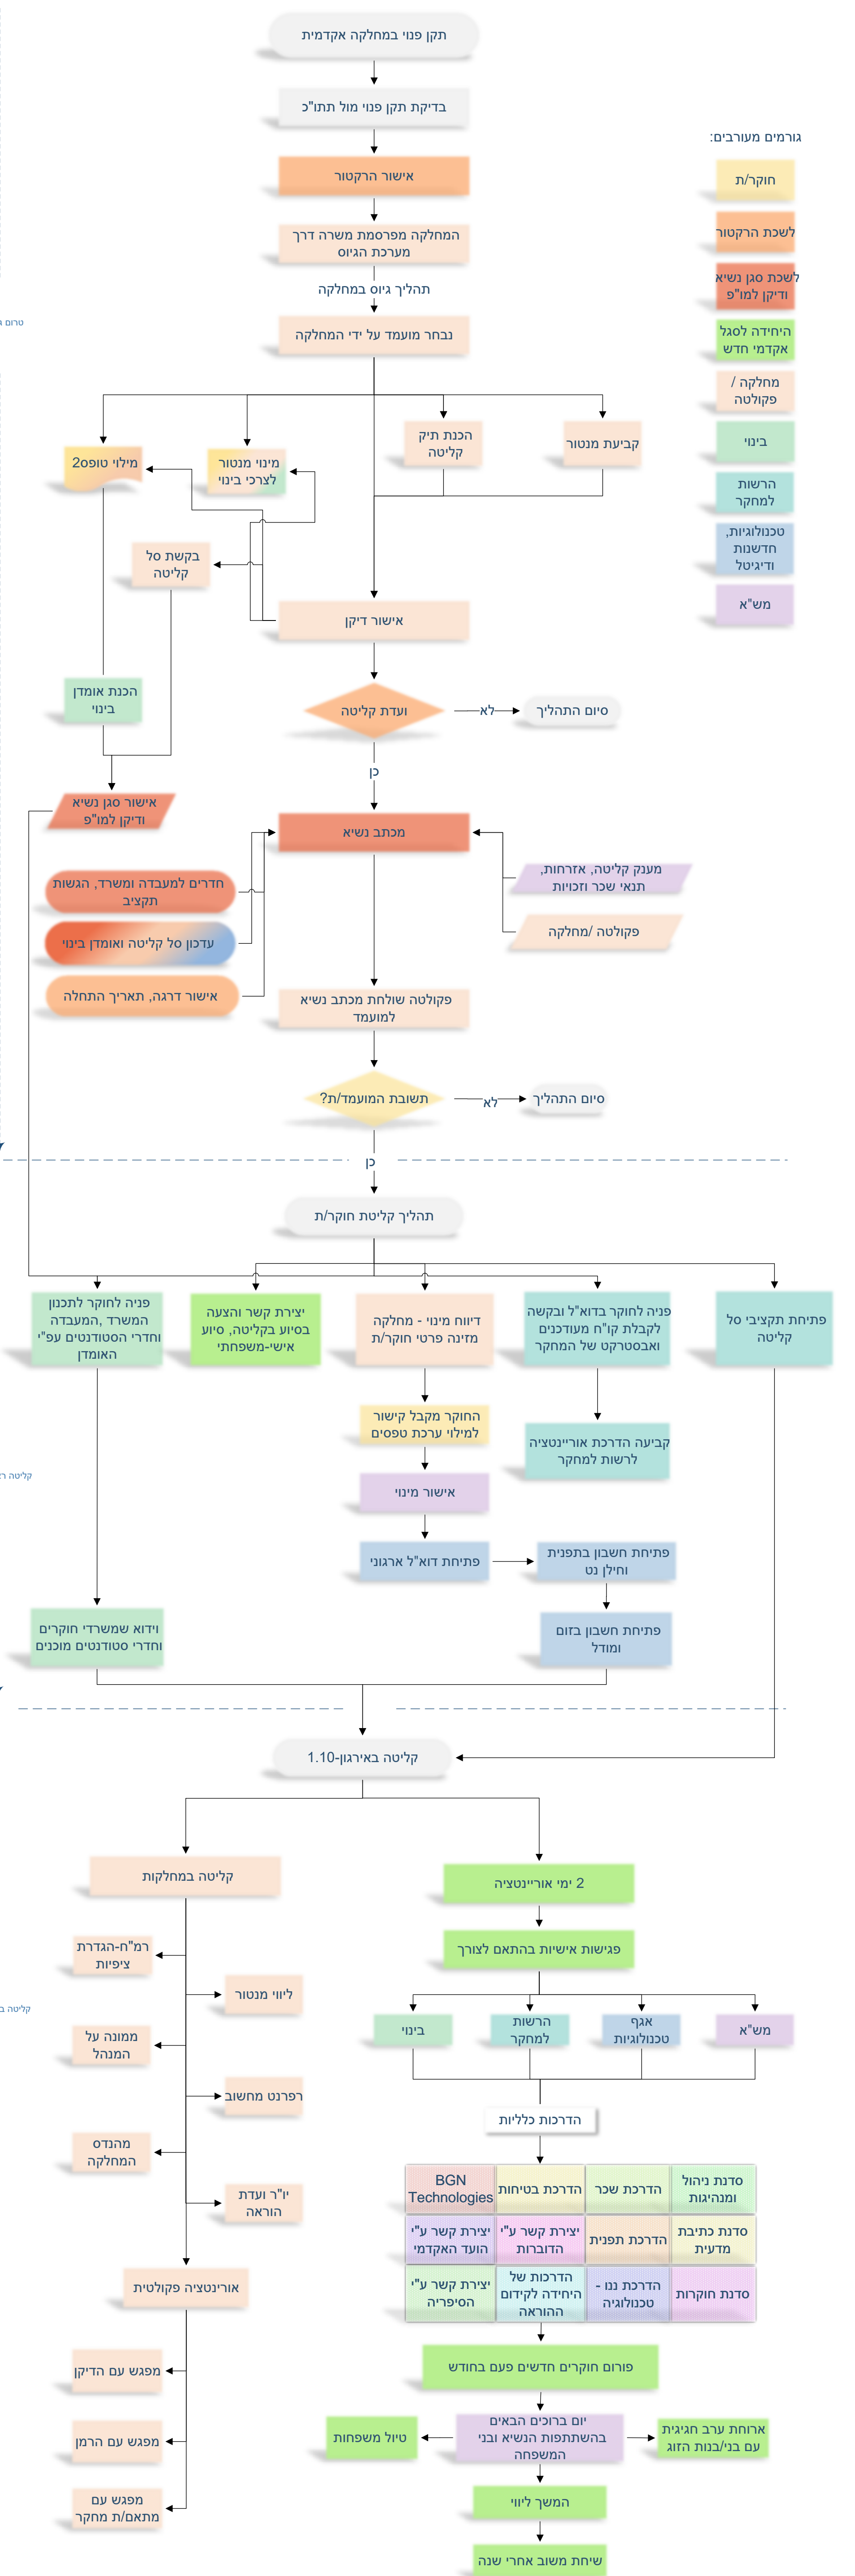 תקן פנוי במחלקה אקדמית
בדיקת תקן פנוי מול תתו"כ
גורמים מעורבים:
אישור הרקטור
חוקר/ת
המחלקה מפרסמת משרה דרך
מערכת הגיוס
לשכת הרקטור
תהליך גיוס במחלקה
לשכת סגן נשיא
ודיקן למו"פ
נבחר מועמד על ידי המחלקה
היחידה לסגל
אקדמי חדש
מחלקה /
פקולטה
בינוי
הרשות
למחקר
טכנולוגיות,
חדשנות
ודיגיטל
מש"א
קביעת מנטור
הכנת תיק
קליטה
מינוי מנטור
לצרכי בינוי
מילוי טופס2
בקשת סל
קליטה
אישור דיקן
הכנת אומדן
בינוי
ועדת קליטה
לא
סיום התהליך
כן
אישור סגן נשיא
ודיקן למו"פ
מכתב נשיא
מענק קליטה, אזרחות,
תנאי שכר וזכויות
חדרים למעבדה ומשרד, הגשות
תקציב
פקולטה /מחלקה
עדכון סל קליטה ואומדן בינוי
אישור דרגה, תאריך התחלה
פקולטה שולחת מכתב נשיא
למועמד
תשובת המועמד/ת?
לא
סיום התהליך
כן
תהליך קליטת חוקר/ת
פתיחת תקציבי סל
קליטה
פניה לחוקר בדוא"ל ובקשה
לקבלת קו"ח מעודכנים
ואבסטרקט של המחקר
דיווח מינוי - מחלקה
מזינה פרטי חוקר/ת
יצירת קשר והצעה
בסיוע בקליטה, סיוע
אישי-משפחתי
פניה לחוקר לתכנון
המשרד ,המעבדה
וחדרי הסטודנטים עפ"י
האומדן
החוקר מקבל קישור
למילוי ערכת טפסים
קביעה הדרכת אוריינטציה
לרשות למחקר
אישור מינוי
פתיחת דוא"ל ארגוני
פתיחת חשבון בתפנית
וחילן נט
פתיחת חשבון בזום
ומודל
וידוא שמשרדי חוקרים
וחדרי סטודנטים מוכנים
קליטה באירגון-1.10
קליטה במחלקות
2 ימי אוריינטציה
פגישות אישיות בהתאם לצורך
רמ"ח-הגדרת
ציפיות
ליווי מנטור
מש"א
אגף
טכנולוגיות
הרשות
למחקר
בינוי
ממונה על
המנהל
רפרנט מחשוב
הדרכות כלליות
מהנדס
המחלקה
יו"ר ועדת
הוראה
סדנת ניהול
ומנהיגות
הדרכת שכר
הדרכת בטיחות
BGN
Technologies
סדנת כתיבת
מדעית
הדרכת תפנית
יצירת קשר ע"י
הדוברות
יצירת קשר ע"י
הועד האקדמי
סדנת חוקרות
הדרכת ננו -
טכנולוגיה
הדרכות של
היחידה לקידום
ההוראה
יצירת קשר ע"י
הסיפריה
אורינטציה פקולטית
פורום חוקרים חדשים פעם בחודש
מפגש עם הדיקן
מפגש עם הרמן
מפגש עם
מתאם/ת מחקר
ארוחת ערב חגיגית
עם בני/בנות הזוג
יום ברוכים הבאים
בהשתתפות הנשיא ובני
המשפחה
טיול משפחות
המשך ליווי
שיחת משוב אחרי שנה